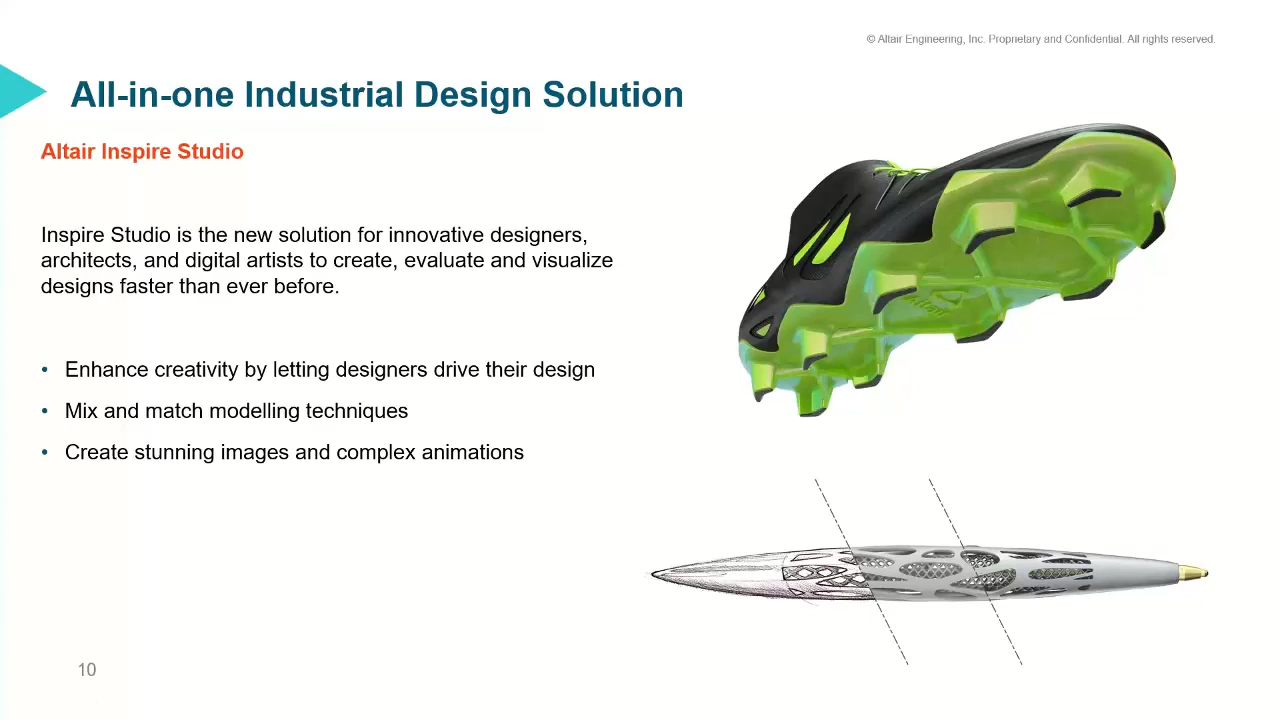 © Altair Engineering, Inc. Proprietary and Confidential. All rights reserved.
All-in-one Industrial Design Solution
Altair Inspire Studio
Inspire Studio is the new solution for innovative designers,
architects, and digital artists to create, evaluate and visualize
designs faster than ever before.
• Enhance creativity by letting designers drive their design
• Mix and match modelling techniques
• Create stunning images and complex animations
Altair
10